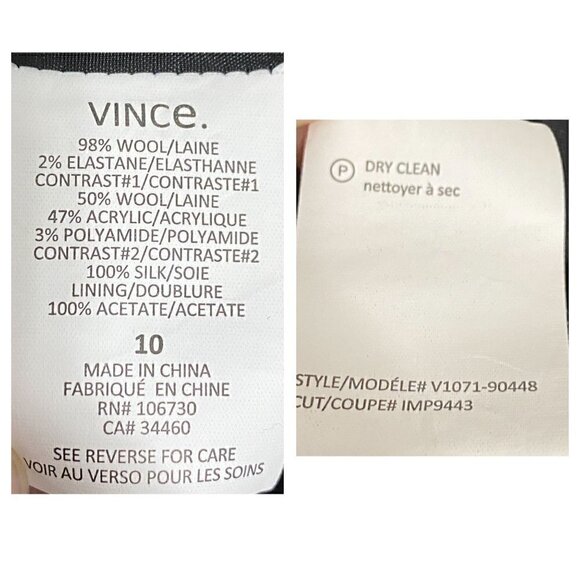 VINCe.
98% WOOL/LAINE
2% ELASTANE/ELASTHANNE
CONTRAST#1/CONTRASTE#1
50% WOOL/LAINE
47% ACRYLIC/ACRYLIQUE
3% POLYAMIDE/POLYAMIDE
CONTRAST#2/CONTRASTE#2
100% SILK/SOIE
LINING/DOUBLURE
100% ACETATE/ACETATE
10
MADE IN CHINA
FABRIQUÉ EN CHINE
RN# 106730
CA# 34460
SEE REVERSE FOR CARE
VOIR AU VERSO POUR LES SOINS
P DRY CLEAN
nettoyer à sec
STYLE/MODÉLE# V1071-90448
CUT/COUPE# IMP9443